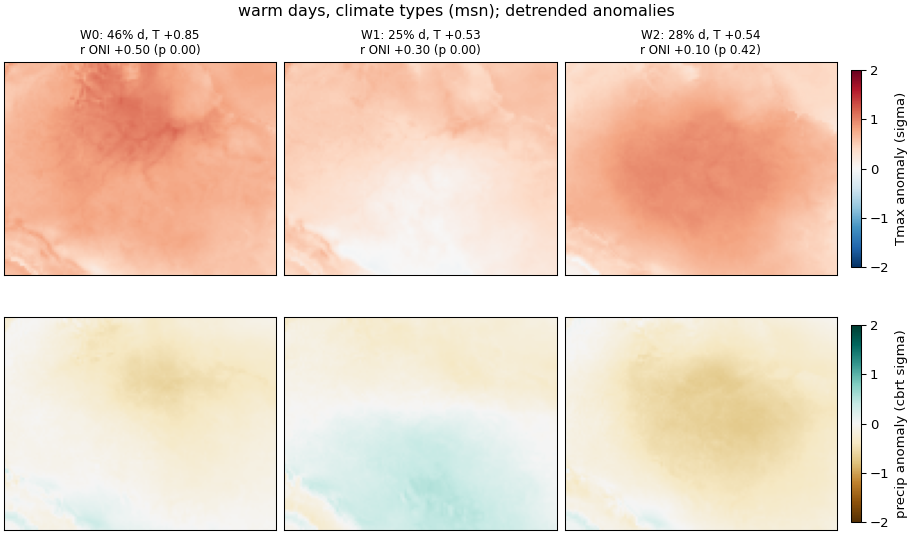 warm days, climate types (msn); detrended anomalies
W0: 46% d, T +0.85
r ONI +0.50 (p 0.00)
W1: 25% d, T +0.53
r ONI +0.30 (p 0.00)
W2: 28% d, T +0.54
r ONI +0.10 (p 0.42)
2
1
0
−1
−2
Tmax anomaly (sigma)
2
1
0
−1
−2
precip anomaly (cbrt sigma)